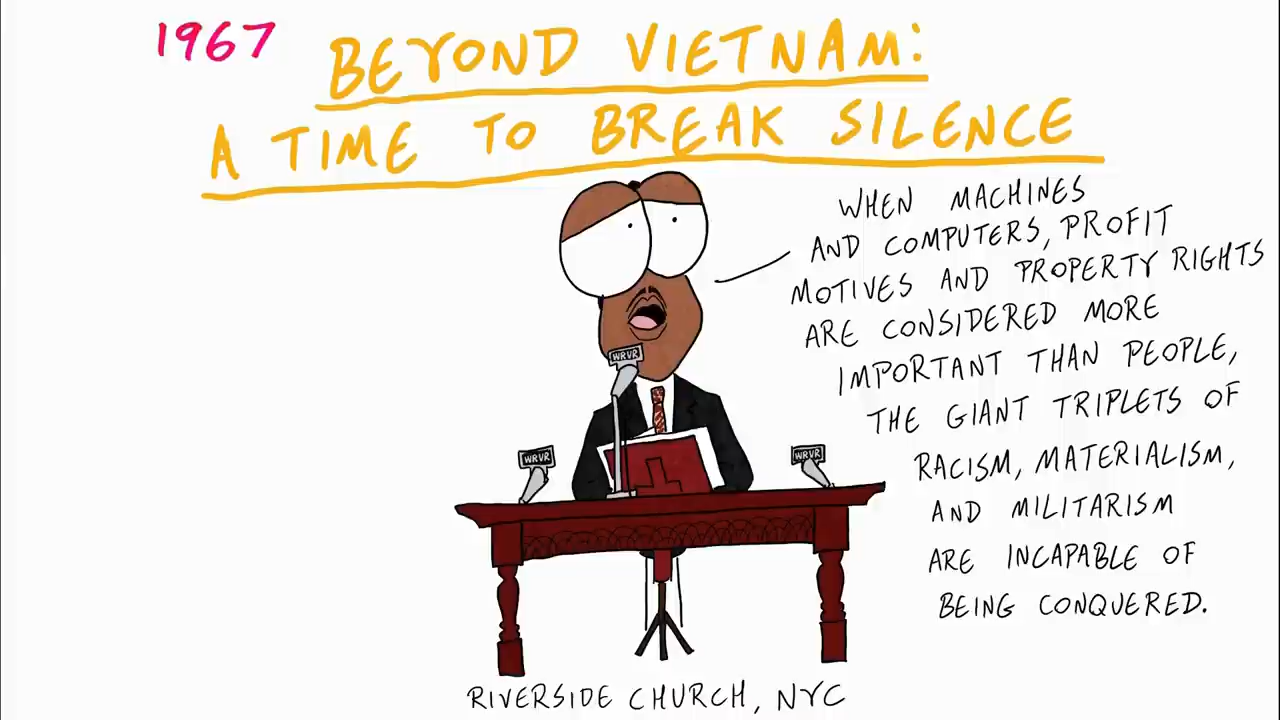 1967
BEYOND VIETNAM:
A TIME TO BREAK SILENCE
WHEN MACHINES
AND COMPUTERS, PROFIT
MOTIVES AND PROPERTY RIGHTS
ARE CONSIDERED MORE
IMPORTANT THAN PEOPLE,
THE GIANT TRIPLETS OF
RACISM, MATERIALISM,
AND MILITARISM
ARE INCAPABLE OF
BEING CONQUERED.
WRVR
WRVR
WRVR
RIVERSIDE CHURCH, NYC